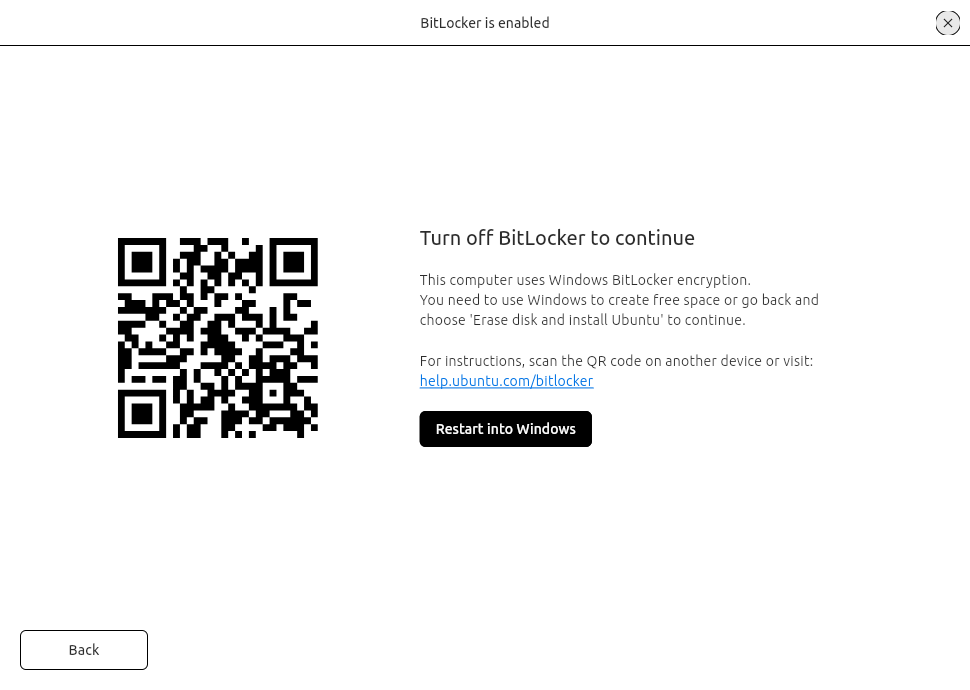 BitLocker is enabled
Turn off BitLocker to continue
This computer uses Windows BitLocker encryption.
You need to use Windows to create free space or go back and
choose 'Erase disk and install Ubuntu' to continue.
For instructions, scan the QR code on another device or visit:
help.ubuntu.com/bitlocker
Restart into Windows
Back